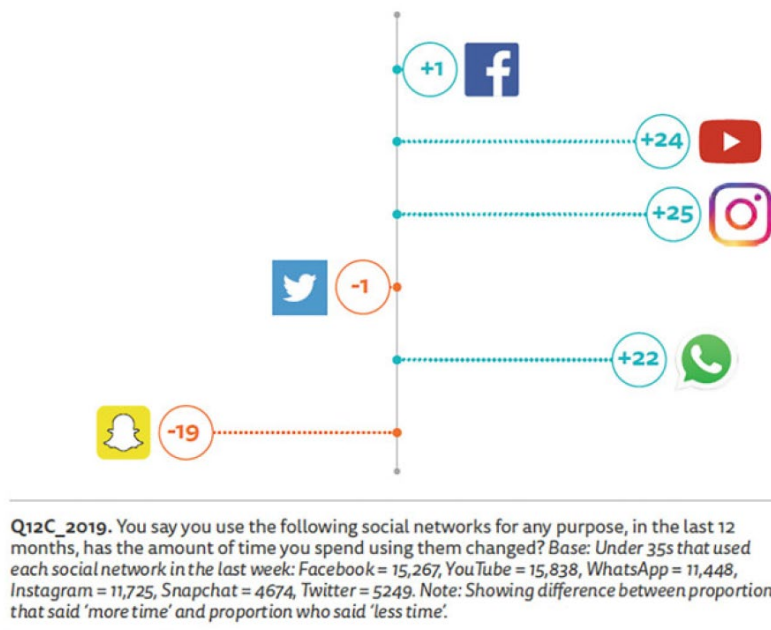 +1
+24
+25
-1
+22
-19
Q12C_2019. You say you use the following social networks for any purpose, in the last 12
months, has the amount of time you spend using them changed? Base: Under 35s that used
each social network in the last week: Facebook = 15,267, YouTube = 15,838, WhatsApp = 11,448,
Instagram = 11,725, Snapchat = 4674, Twitter = 5249. Note: Showing difference between proportion
that said ‘more time’ and proportion who said ‘less time’.